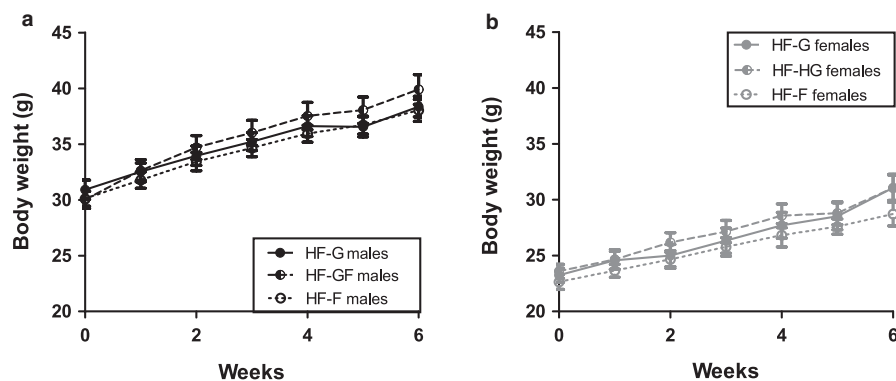 a
Body weight (g)
45
40
35
30
25
20
0
2
4
6
Weeks
HF-G males
HF-GF males
HF-F males
b
Body weight (g)
45
40
35
30
25
20
0
2
4
6
Weeks
HF-G females
HF-HG females
HF-F females